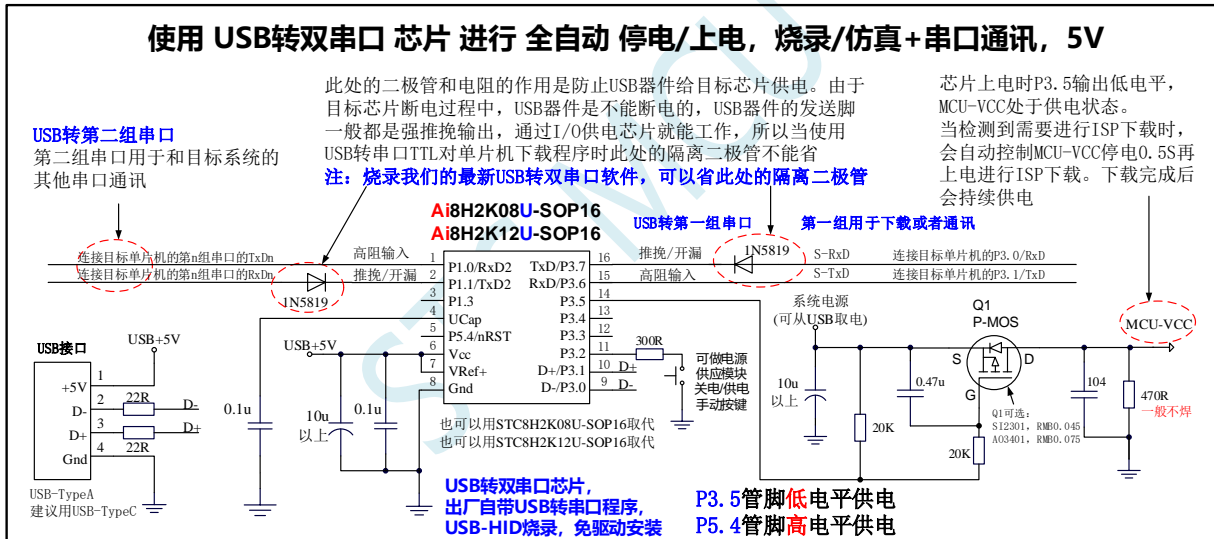 使用 USB转双串口 芯片 进行 全自动 停电/上电，烧录/仿真+串口通讯，5V
此处的二极管和电阻的作用是防止USB器件给目标芯片供电。由于
目标芯片断电过程中，USB器件是不能断电的，USB器件的发送脚
一般都是强推挽输出，通过I/O供电芯片就能工作，所以当使用
USB转串口TTL对单片机下载程序时此处的隔离二极管不能省
注：烧录我们的最新USB转双串口软件，可以省此处的隔离二极管
芯片上电时P3.5输出低电平，
MCU-VCC处于供电状态。
当检测到需要进行ISP下载时，
会自动控制MCU-VCC停电0.5S再
上电进行ISP下载。下载完成后
会持续供电
USB转第二组串口
第二组串口用于和目标系统的
其他串口通讯
Ai8H2K08U-SOP16
Ai8H2K12U-SOP16
USB转第一组串口
第一组用于下载或者通讯
连接目标单片机的第n组串口的TxDn
高阻输入
连接目标单片机的第n组串口的RxDn
推挽/开漏
1N5819
1
2
3
4
5
6
7
8
P1.0/RxD2
P1.1/TxD2
P1.3
UCap
P5.4/nRST
Vcc
VRef+
Gnd
TxD/P3.7
RxD/P3.6
P3.5
P3.4
P3.3
P3.2
D+/P3.1
D-/P3.0
16
15
14
13
12
11
10
9
推挽/开漏
高阻输入
1N5819
S-RxD
S-TxD
连接目标单片机的P3.0/RxD
连接目标单片机的P3.1/TxD
300R
D+
D-
可做电源
供应模块
关电/供电
手动按键
系统电源
(可从USB取电)
Q1
P-MOS
S
D
G
MCU-VCC
10u
以上
0.47u
20K
20K
104
470R
一般不焊
Q1可选：
SI2301, RMB0.045
AO3401, RMB0.075
USB接口
USB+5V
+5V
D-
D+
Gnd
1
2
3
4
22R
22R
D-
D+
USB-TypeA
建议用USB-TypeC
0.1u
USB+5V
10u
以上
0.1u
也可以用STC8H2K08U-SOP16取代
也可以用STC8H2K12U-SOP16取代
USB转双串口芯片，
出厂自带USB转串口程序，
USB-HID烧录，免驱动安装
P3.5管脚低电平供电
P5.4管脚高电平供电
STC MCU